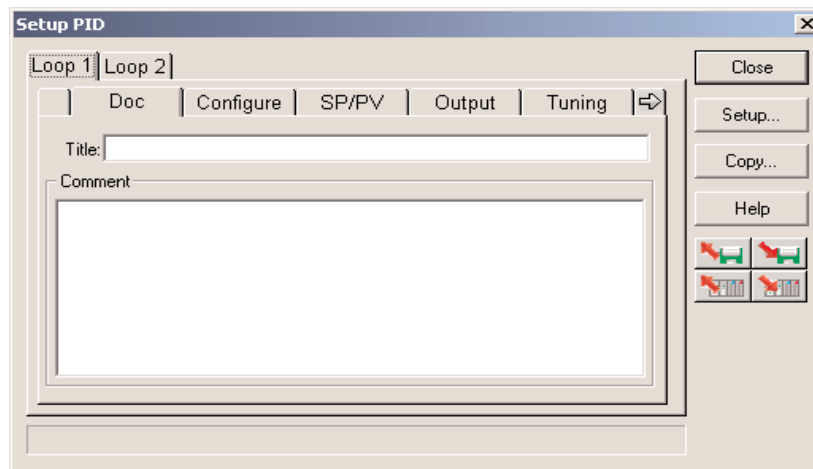 Setup PID
Loop 1 Loop 2
Close
Doc Configure SP/PV Output Tuning
Setup...
Title:
Copy...
Comment
Help